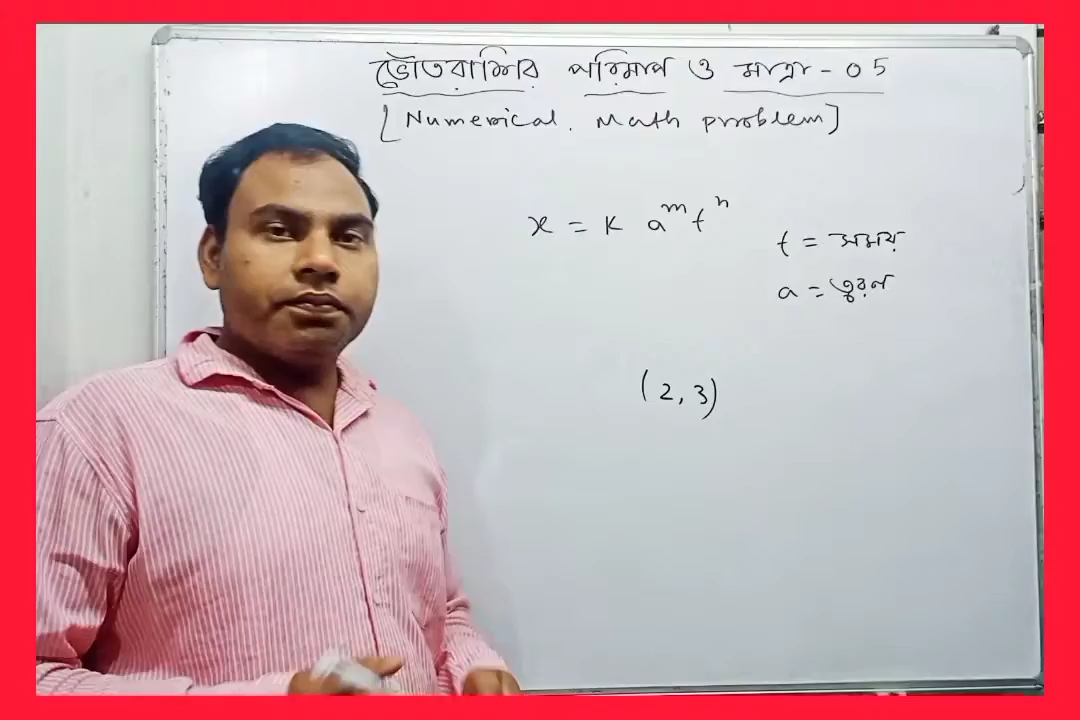 ভৌতরাশির পরিমাপ ও মাত্রা - 05
[Numerical. Math problem]
x = K a^m t^n
t = সময়
a = ত্বরণ
(2, 3)